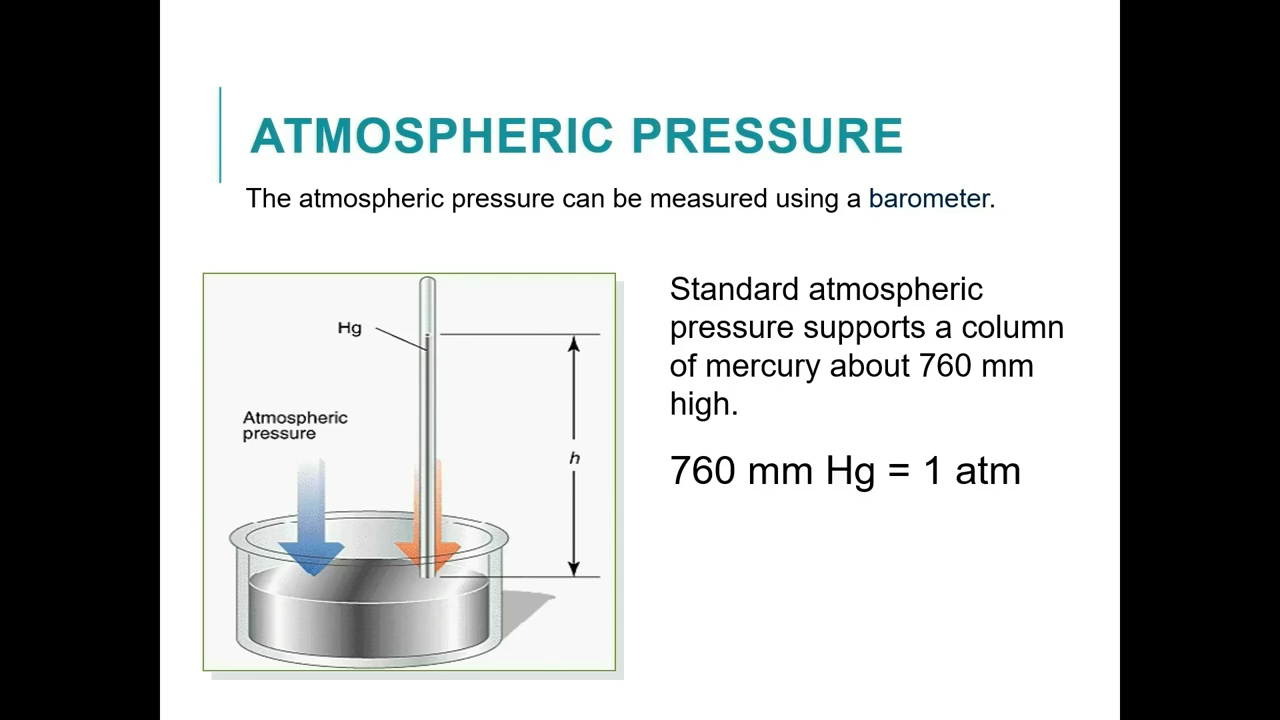 ATMOSPHERIC PRESSURE
The atmospheric pressure can be measured using a barometer.
Hg
Atmospheric
pressure
h
Standard atmospheric
pressure supports a column
of mercury about 760 mm
high.
760 mm Hg = 1 atm